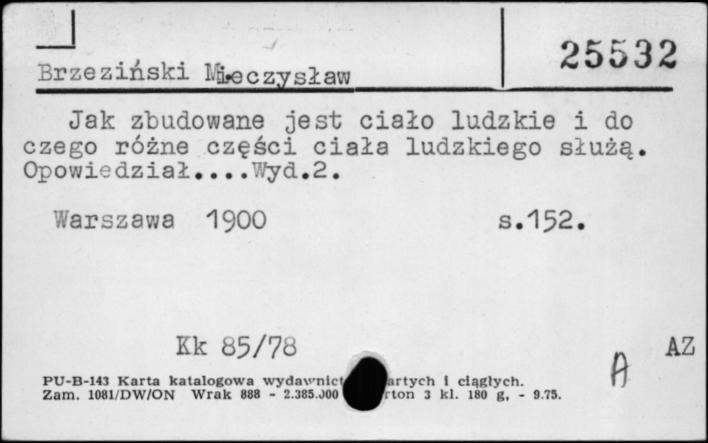 25532
Brzeziński Mieczysław
Jak zbudowane jest ciało ludzkie i do
czego różne części ciała ludzkiego służą.
Opowiedział....Wyd.2.
Warszawa 1900 s.152.
Kk 85/78
A AZ
PU-B-143 Karta katalogowa wydawnict artych i ciągłych.
Zam. 1081/DW/ON Wrak 888 - 2.385.000 rton 3 kl. 180 g, - 9.75.